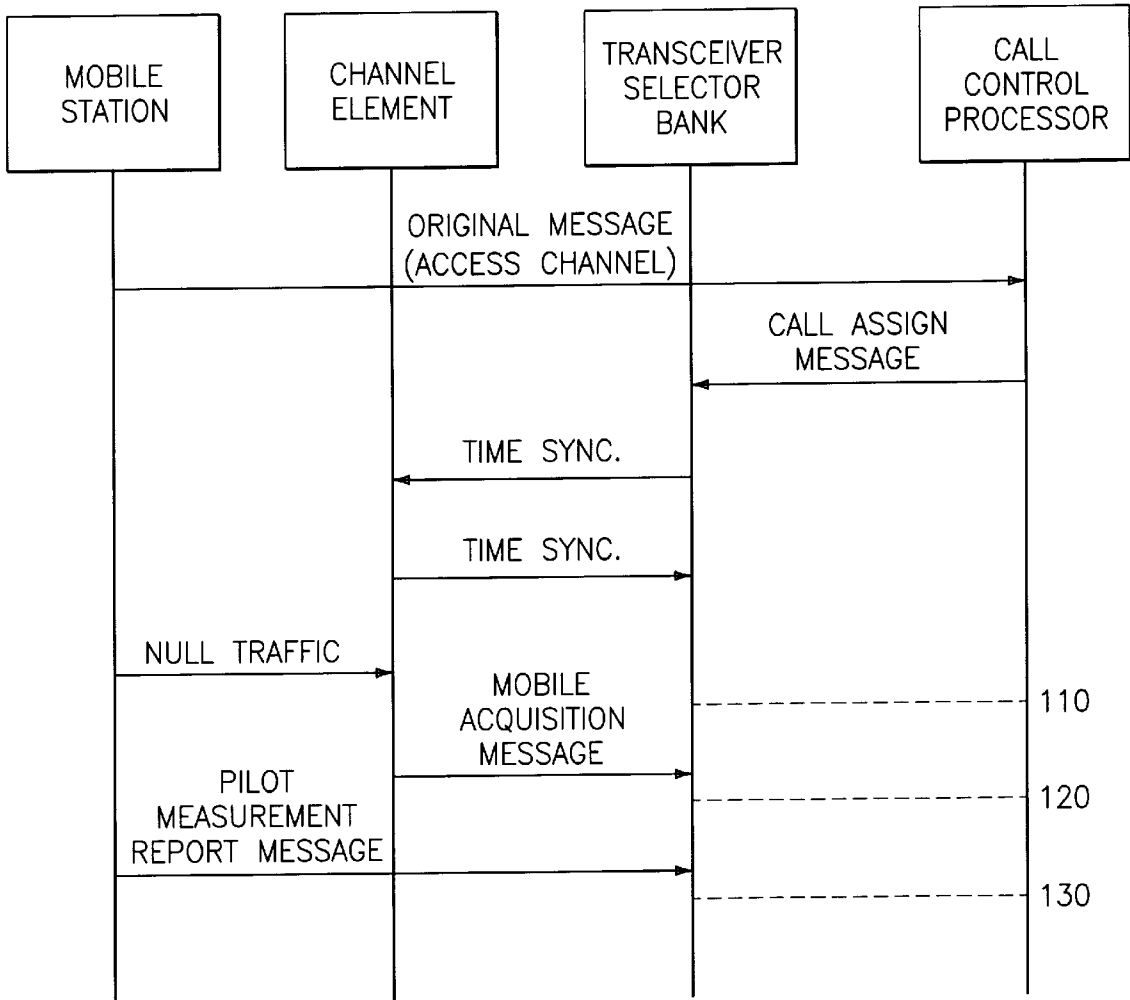 MOBILE
STATION
CHANNEL
ELEMENT
TRANSCEIVER
SELECTOR
BANK
CALL
CONTROL
PROCESSOR
ORIGINAL MESSAGE
(ACCESS CHANNEL)
CALL ASSIGN
MESSAGE
TIME SYNC.
TIME SYNC.
NULL TRAFFIC
MOBILE
ACQUISITION
MESSAGE
110
PILOT
MEASUREMENT
REPORT MESSAGE
120
130